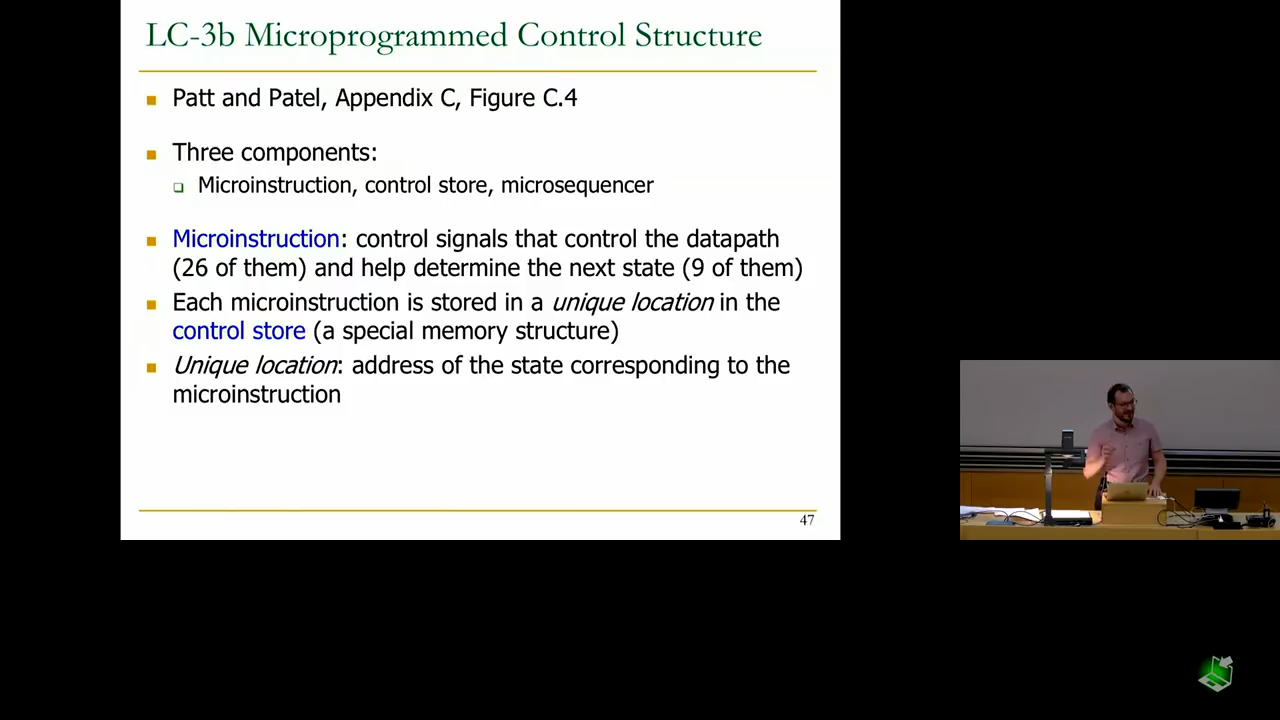 LC-3b Microprogrammed Control Structure
Patt and Patel, Appendix C, Figure C.4
Three components:
Microinstruction, control store, microsequencer
Microinstruction: control signals that control the datapath
(26 of them) and help determine the next state (9 of them)
Each microinstruction is stored in a unique location in the
control store (a special memory structure)
Unique location: address of the state corresponding to the
microinstruction
47